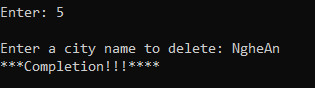 Enter: 5
Enter a city name to delete: NgheAn
***Completion!!!****